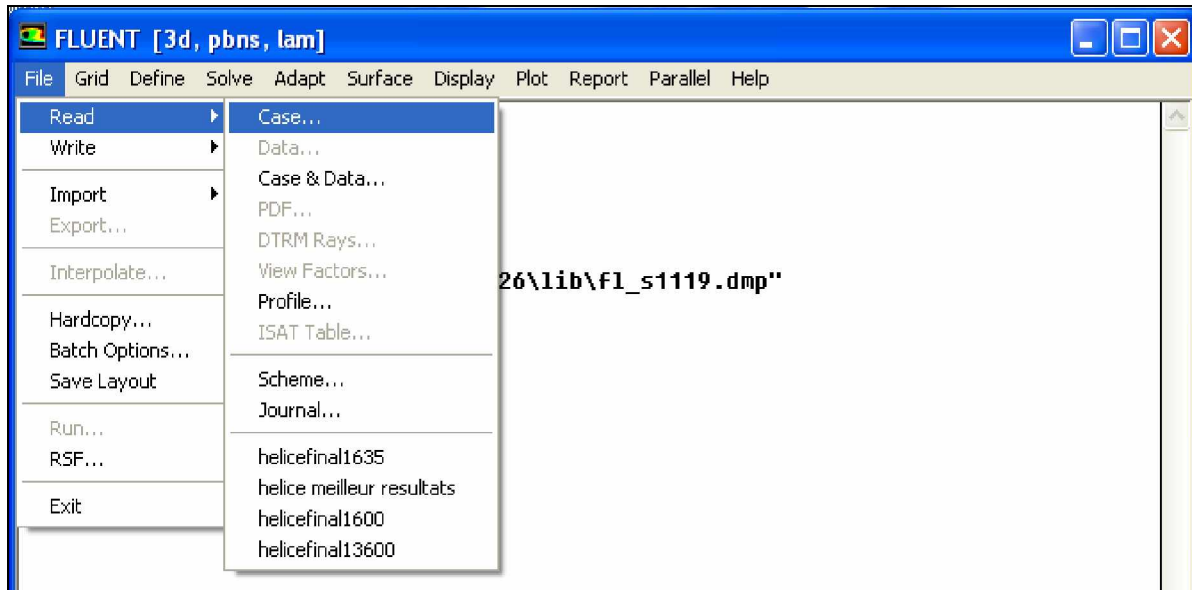 FLUENT [3d, pbns, lam]
File Grid Define Solve Adapt Surface Display Plot Report Parallel Help
Read
Write
Import
Export...
Interpolate...
Hardcopy...
Batch Options...
Save Layout
Run...
RSF...
Exit
Case...
Data...
Case & Data...
PDF...
DTRM Rays...
View Factors...
Profile...
ISAT Table...
Scheme...
Journal...
helicefinal1635
helice meilleur resultats
helicefinal1600
helicefinal13600
26\lib\fl_s1119.dmp"